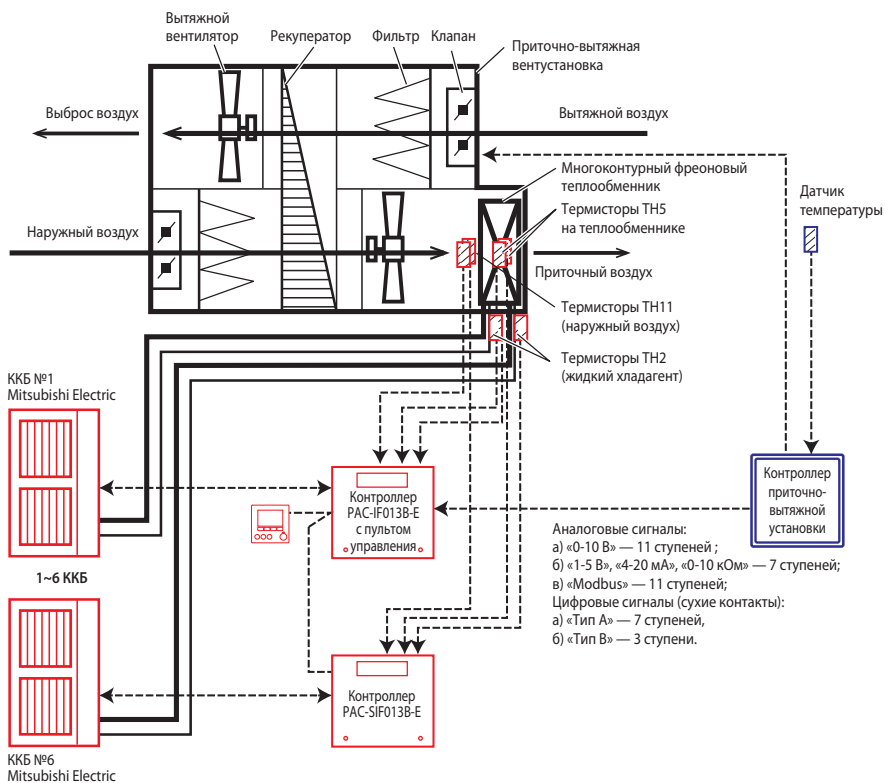 Вытяжной
вентилятор
Рекуператор
Фильтр
Клапан
Приточно-вытяжная
вентустановка
Выброс воздух
Вытяжной воздух
Многоконтурный фреоновый
теплообменник
Термисторы TH5
на теплообменнике
Датчик
температуры
Наружный воздух
Приточный воздух
Термисторы TH11
(наружный воздух)
Термисторы TH2
(жидкий хладагент)
ККБ №1
Mitsubishi Electric
Контроллер
PAC-IF013B-E
с пультом
управления
Контроллер
приточно-
вытяжной
установки
Аналоговые сигналы:
а) «0-10 В» — 11 ступеней ;
б) «1-5 В», «4-20 мА», «0-10 кОм» — 7 ступеней;
в) «Modbus» — 11 ступеней;
Цифровые сигналы (сухие контакты):
а) «Тип А» — 7 ступеней,
б) «Тип В» — 3 ступени.
1~6 ККБ
Контроллер
PAC-SIF013B-E
ККБ №6
Mitsubishi Electric